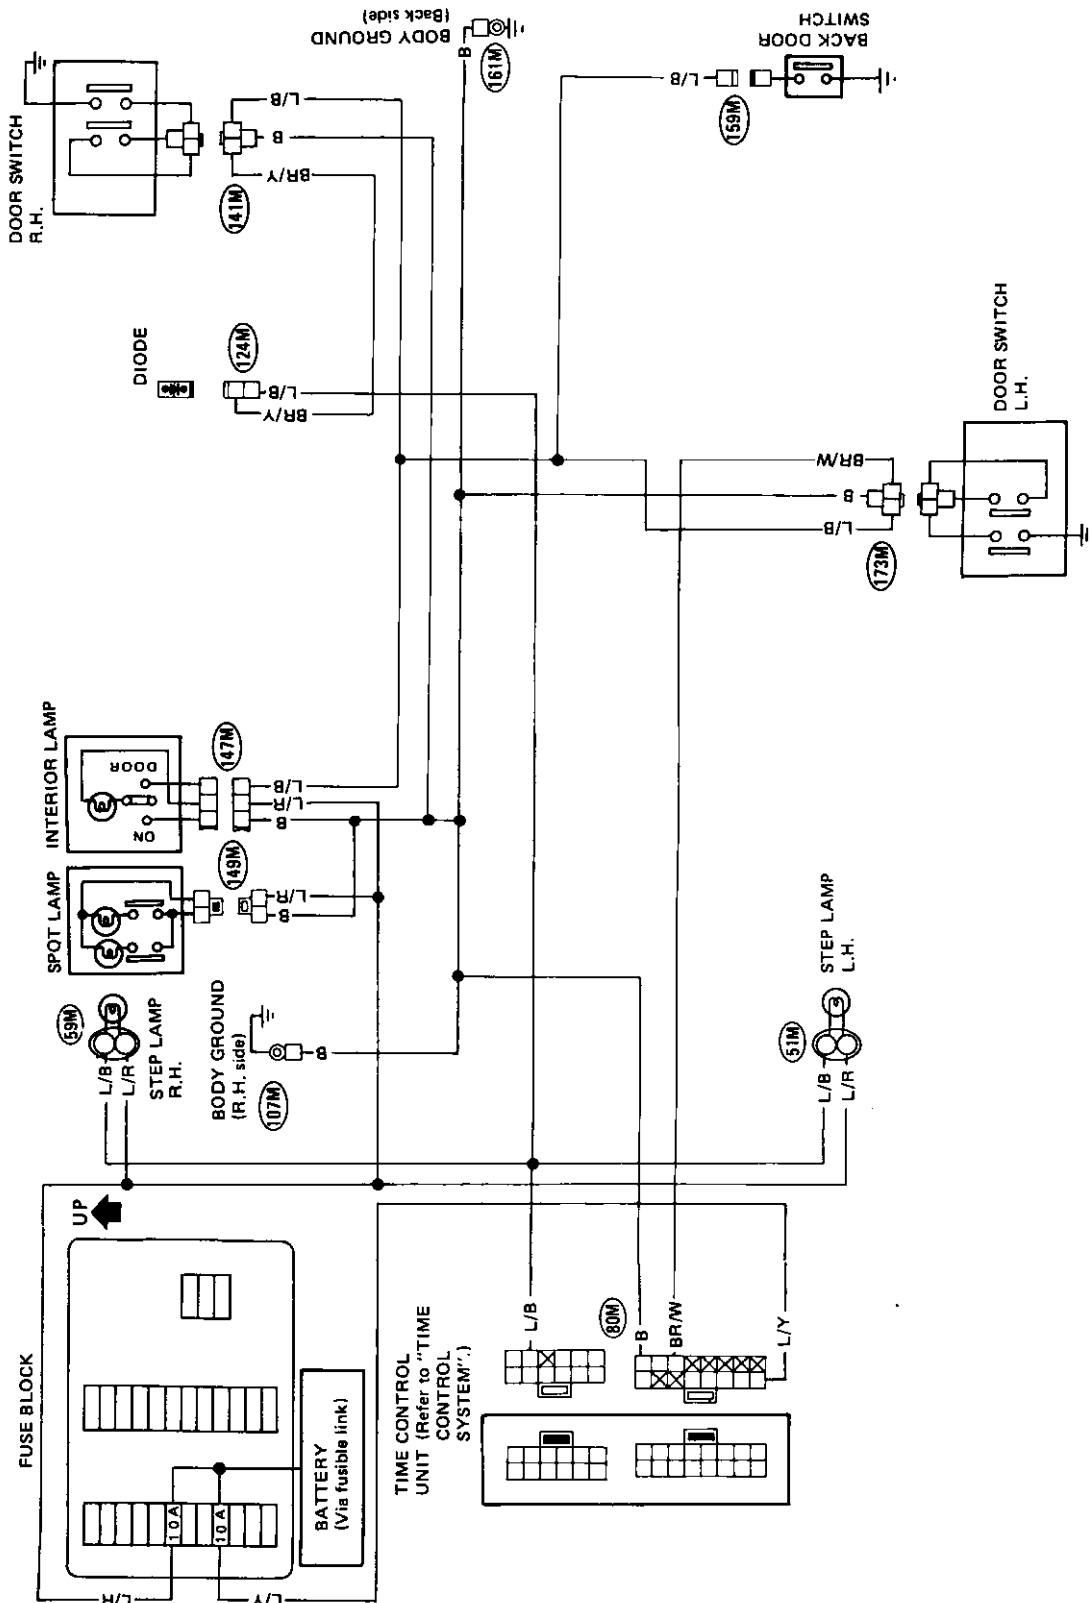 BODY GROUND
(Back side)
B
161M
BACK DOOR
SWITCH
L/B
159M
DOOR SWITCH
R.H.
L/B
B
BR/Y
141M
DIODE
124M
L/B
BR/Y
DOOR SWITCH
L.H.
BR/W
B
L/B
173M
INTERIOR LAMP
DOOR
ON
147M
L/B
L/R
B
SPOT LAMP
149M
L/R
B
59M
L/B
L/R
STEP LAMP
R.H.
BODY GROUND
(R.H. side)
107M
B
STEP LAMP
L.H.
51M
L/B
L/R
UP
FUSE BLOCK
10A
10A
BATTERY
(Via fusible link)
L/R
L/Y
TIME CONTROL
UNIT (Refer to "TIME
CONTROL
SYSTEM".)
L/B
80M
B
BR/W
L/Y